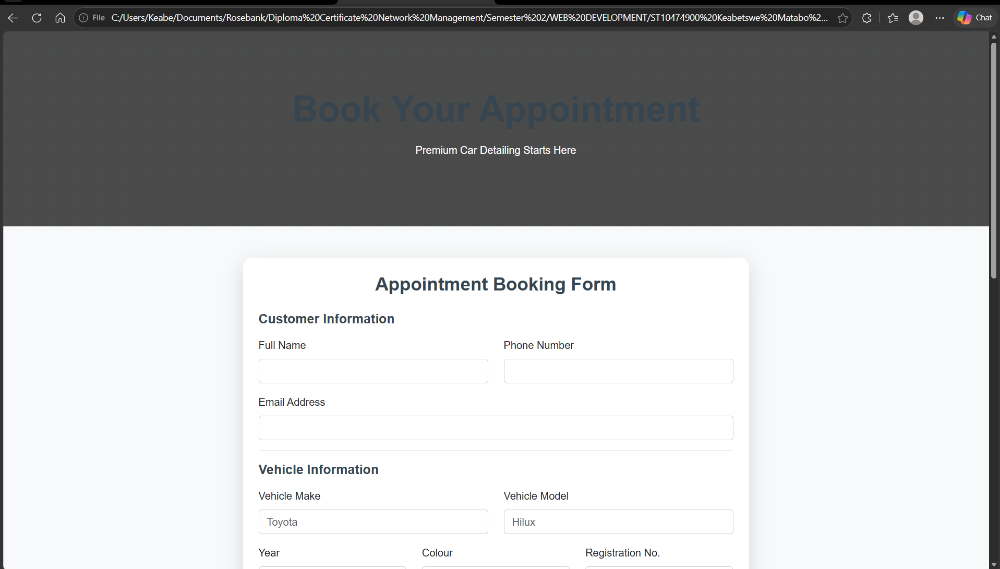 File C:/Users/Keabe/Documents/Rosebank/Diploma%20Certificate%20Network%20Management/Semester%202/WEB%20DEVELOPMENT/ST10474900%20Keabetswe%20Matabo%2... Chat
Book Your Appointment
Premium Car Detailing Starts Here
Appointment Booking Form
Customer Information
Full Name Phone Number
Email Address
Vehicle Information
Vehicle Make Vehicle Model
Toyota Hilux
Year Colour Registration No.